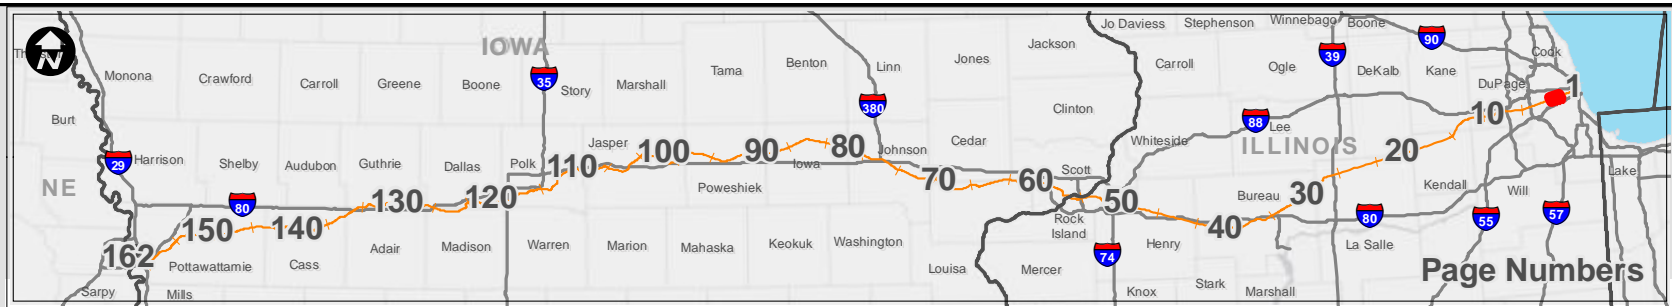 Jo Daviess
Stephenson
Winnebago
Boone
IOWA
N
90
Jackson
39
Cook
Benton
Linn
Jones
Carroll
Ogle
DeKalb
Kane
Tama
Monona
Crawford
Carroll
Greene
Boone
35
Story
Marshall
DuPage
1
380
Clinton
10
Burt
88
Lee
Whiteside
ILLINOIS
Jasper
Cedar
110
100
90
80
Johnson
20
29
Harrison
Shelby
Audubon
Guthrie
Dallas
Polk
Iowa
Scott
Lake
NE
Poweshiek
70
60
Kendall
Will
Bureau
30
80
130
120
50
80
55
57
162
150
140
Rock
Island
40
Adair
Madison
Warren
Marion
Mahaska
Keokuk
Washington
Henry
La Salle
74
Pottawattamie
Cass
Louisa
Mercer
Page Numbers
Sarpy
Mills
Knox
Stark
Marshall